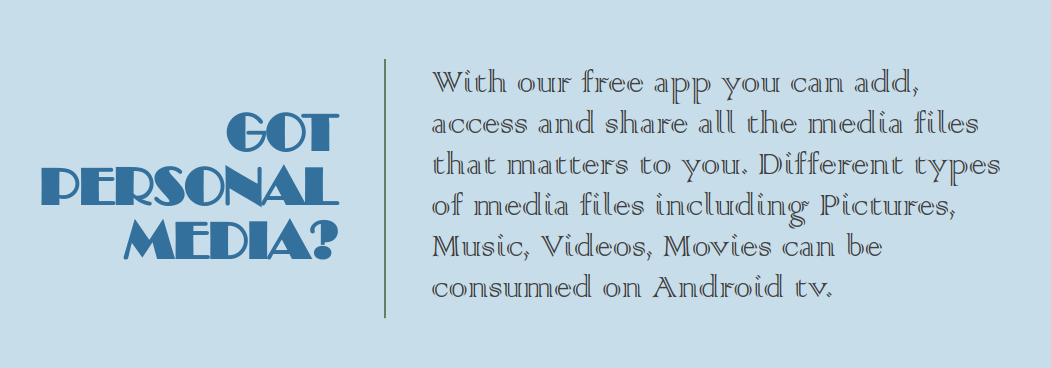 GOT
PERSONAL
MEDIA?
With our free app you can add,
access and share all the media files
that matters to you. Different types
of media files including Pictures,
Music, Videos, Movies can be
consumed on Android tv.